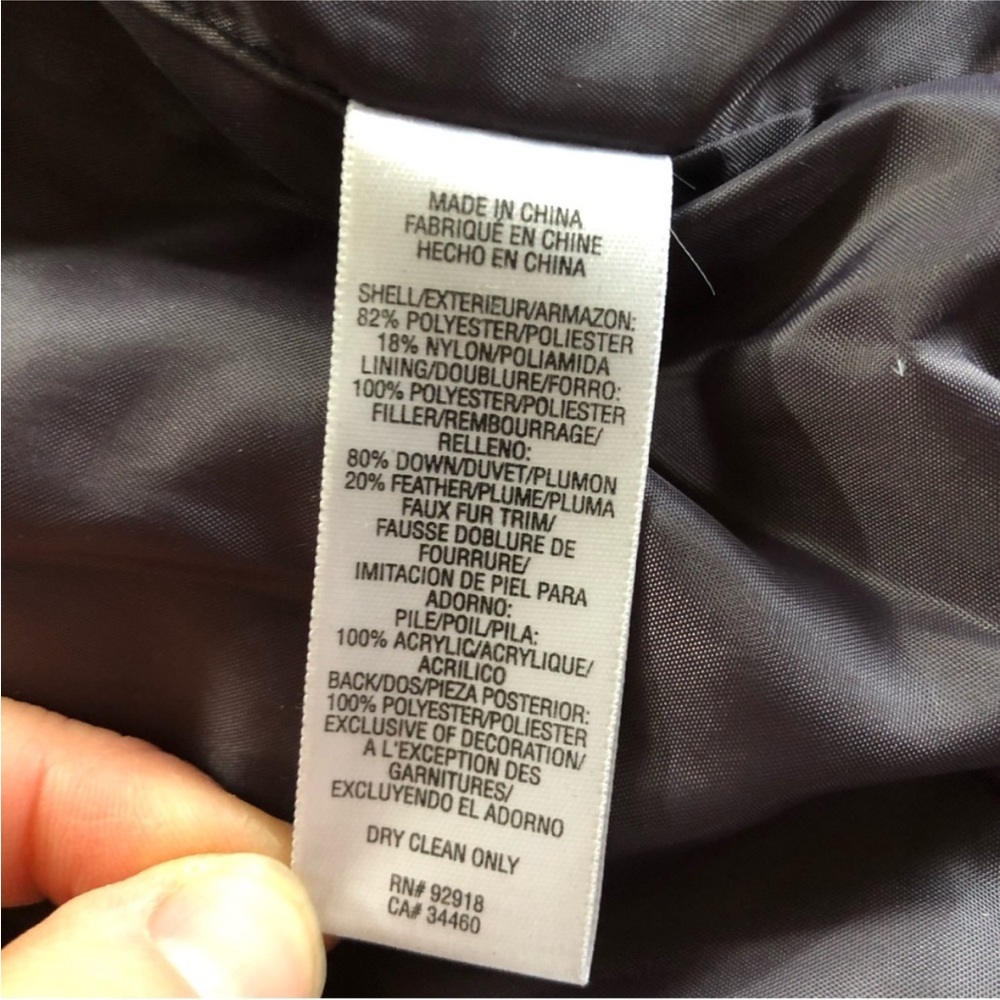 MADE IN CHINA
FABRIQUÉ EN CHINE
HECHO EN CHINA
SHELL/EXTERIEUR/ARMAZON:
82% POLYESTER/POLIESTER
18% NYLON/POLIAMIDA
LINING/DOUBLURE/FORRO:
100% POLYESTER/POLIESTER
FILLER/REMBOURRAGE/
RELLENO:
80% DOWN/DUVET/PLUMON
20% FEATHER/PLUME/PLUMA
FAUX FUR TRIM/
FAUSSE DOBLURE DE
FOURRURE/
IMITACION DE PIEL PARA
ADORNO:
PILE/POIL/PILA:
100% ACRYLIC/ACRYLIQUE/
ACRILICO
BACK/DOS/PIEZA POSTERIOR:
100% POLYESTER/POLIESTER
EXCLUSIVE OF DECORATION/
A L'EXCEPTION DES
GARNITURES/
EXCLUYENDO EL ADORNO
DRY CLEAN ONLY
RN# 92918
CA# 34460